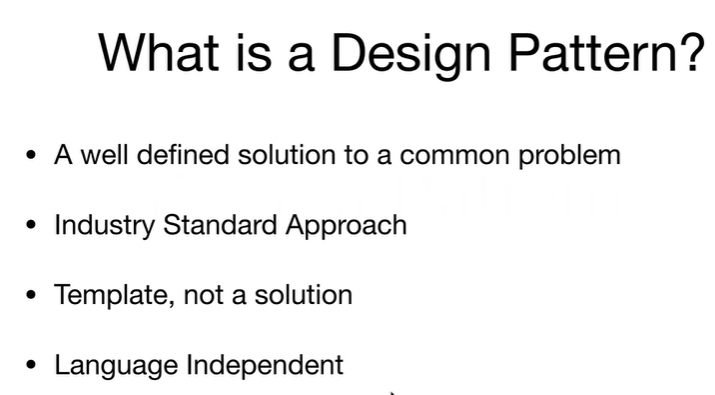 What is a Design Pattern?
• A well defined solution to a common problem
• Industry Standard Approach
• Template, not a solution
• Language Independent